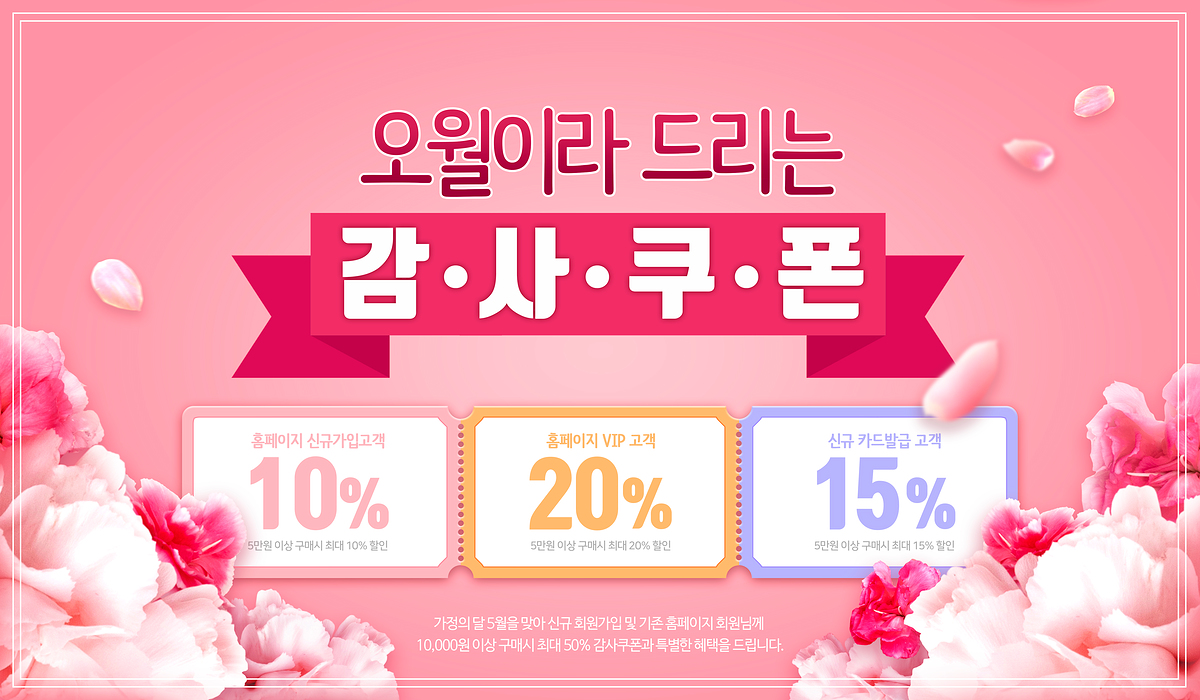 오월이라 드리는
감·사·쿠·폰
홈페이지 신규가입고객
10%
5만원 이상 구매시 최대 10% 할인
홈페이지 VIP 고객
20%
5만원 이상 구매시 최대 20% 할인
신규 카드발급 고객
15%
5만원 이상 구매시 최대 15% 할인
가정의 달 5월을 맞아 신규 회원가입 및 기존 홈페이지 회원님께
10,000원 이상 구매시 최대 50% 감사쿠폰과 특별한 혜택을 드립니다.